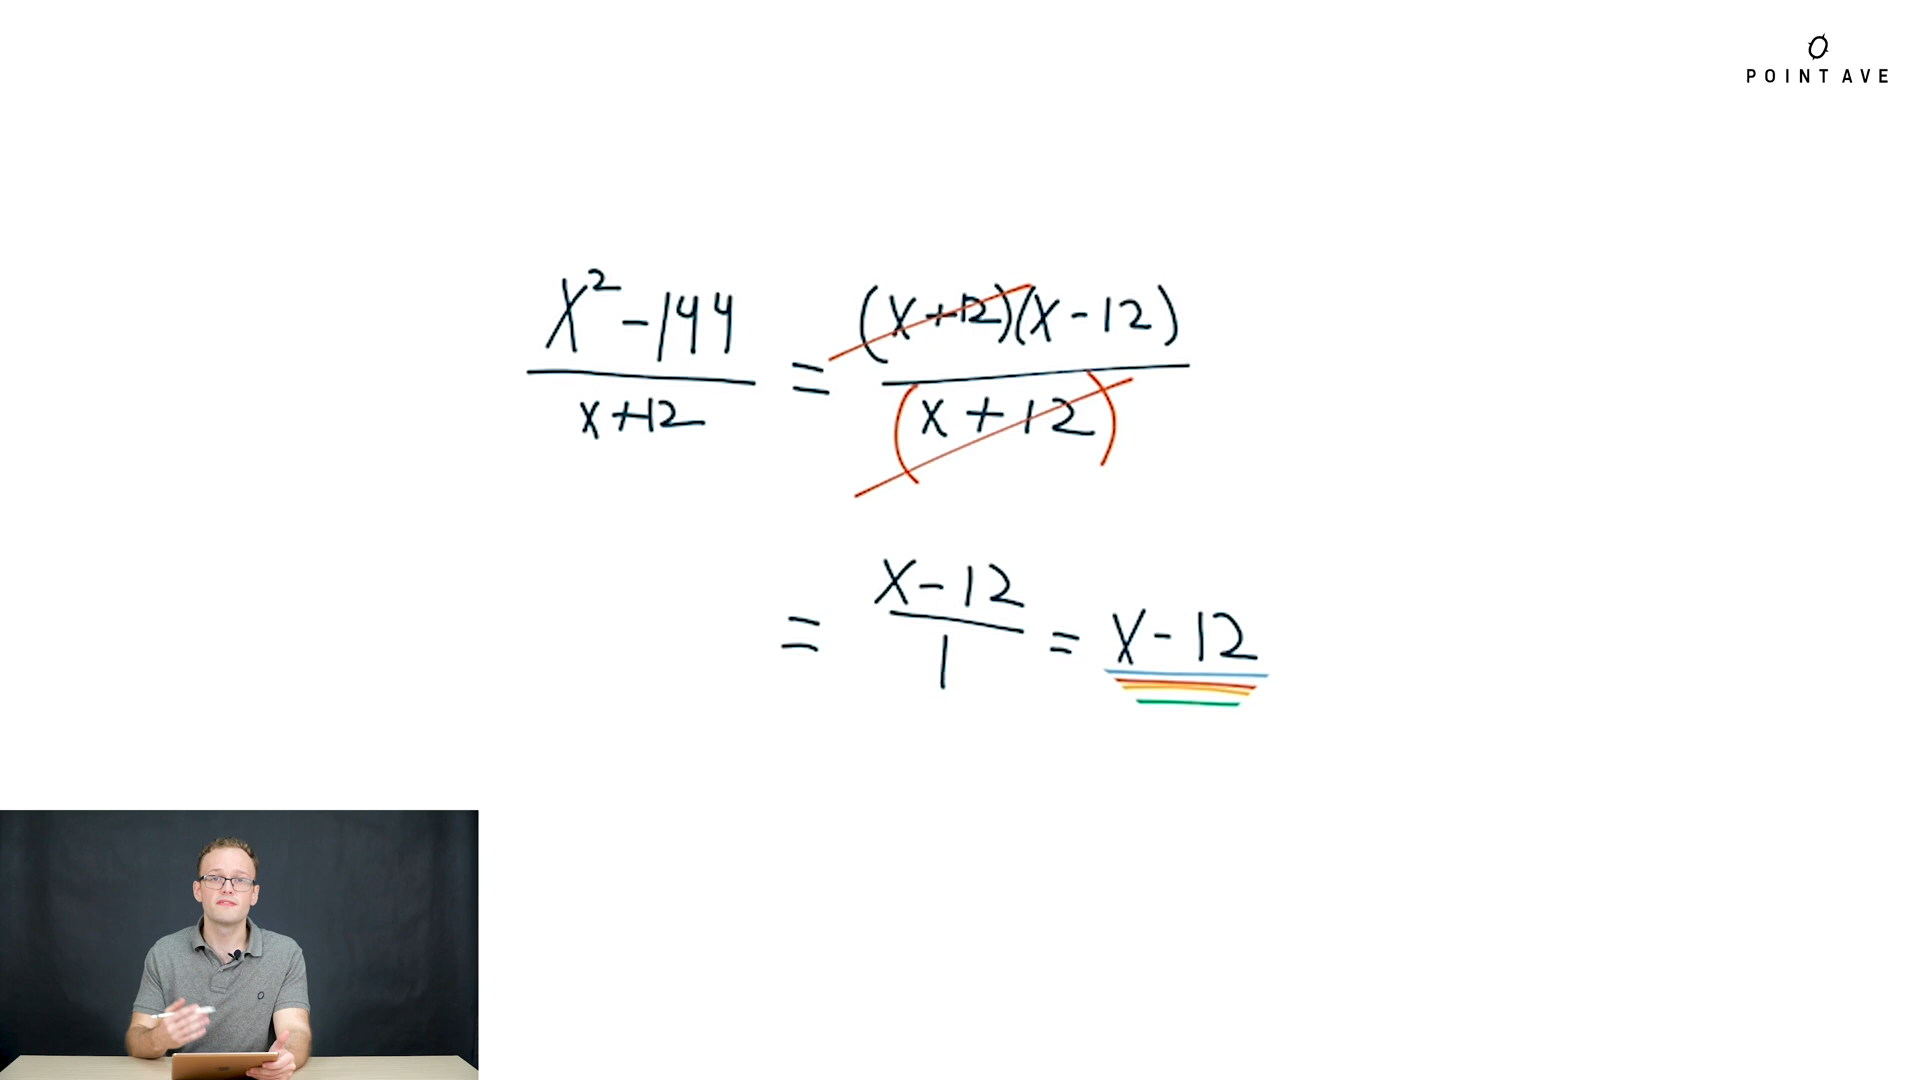 POINT AVE
x² - 144 / x + 12 = (x + 12)(x - 12) / (x + 12)
= x - 12 / 1 = x - 12